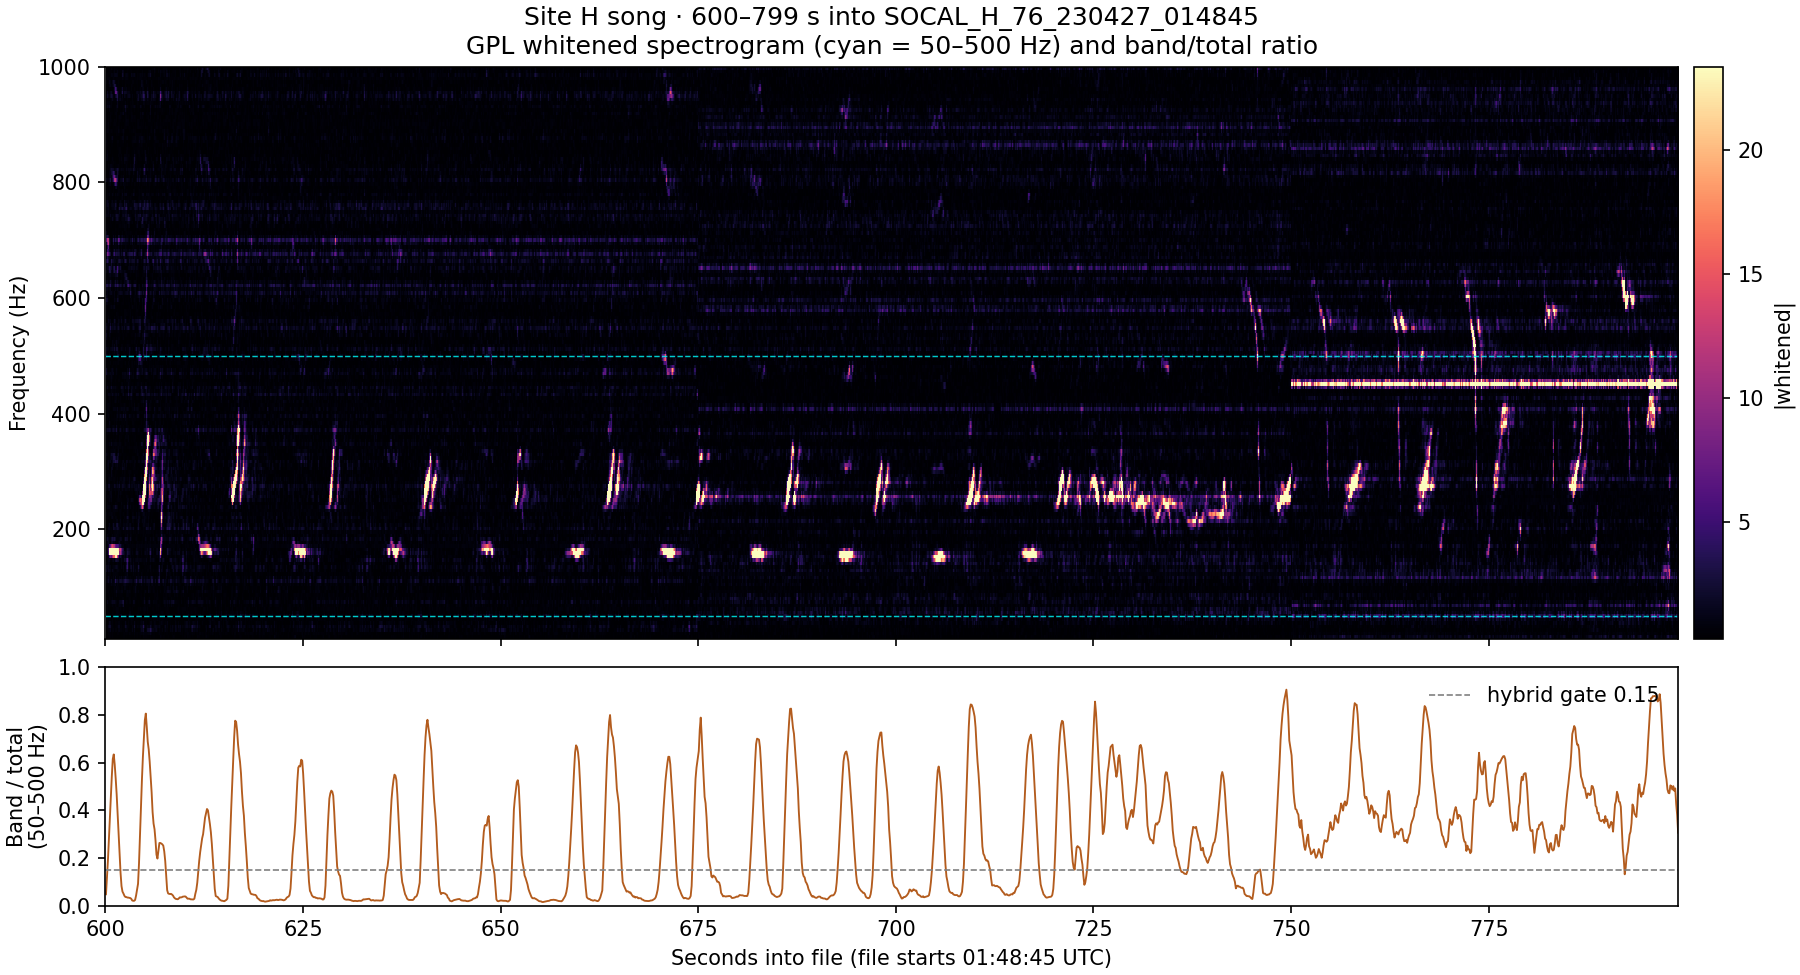 Site H song · 600–799 s into SOCAL_H_76_230427_014845
GPL whitened spectrogram (cyan = 50–500 Hz) and band/total ratio
1000
800
600
400
200
Frequency (Hz)
20
15
10
5
|whitened|
1.0
0.8
0.6
0.4
0.2
0.0
Band / total
(50–500 Hz)
hybrid gate 0.15
600
625
650
675
700
725
750
775
Seconds into file (file starts 01:48:45 UTC)